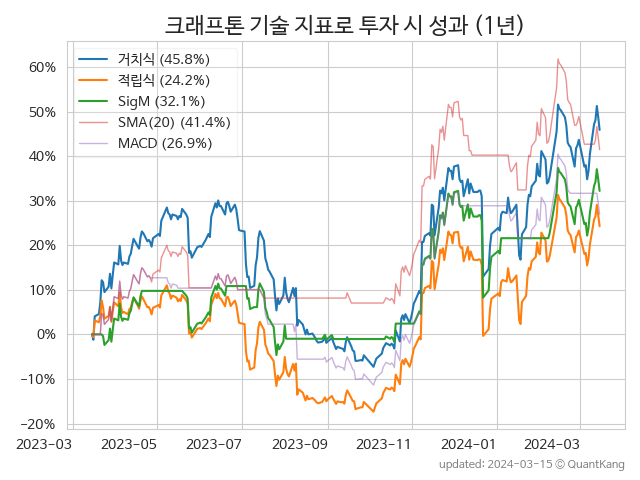 크래프톤 기술 지표로 투자 시 성과 (1년)
거치식 (45.8%)
적립식 (24.2%)
SigM (32.1%)
SMA(20) (41.4%)
MACD (26.9%)
60%
50%
40%
30%
20%
10%
0%
−10%
−20%
2023-03 2023-05 2023-07 2023-09 2023-11 2024-01 2024-03
updated: 2024-03-15 ⓒ QuantKang